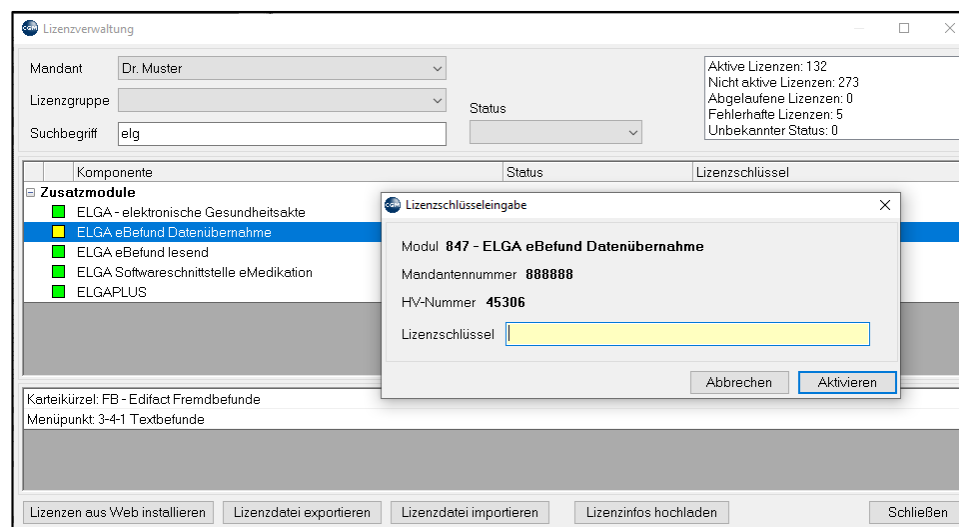 CGM Lizenzverwaltung
Mandant Dr. Muster
Lizenzgruppe
Status
Suchbegriff elg
Aktive Lizenzen: 132
Nicht aktive Lizenzen: 273
Abgelaufene Lizenzen: 0
Fehlerhafte Lizenzen: 5
Unbekannter Status: 0
Komponente Status Lizenzschlüssel
Zusatzmodule
ELGA - elektronische Gesundheitsakte
ELGA eBefund Datenübernahme
ELGA eBefund lesend
ELGA Softwareschnittstelle eMedikation
ELGAPLUS
CGM Lizenzschlüsseleingabe
Modul 847 - ELGA eBefund Datenübernahme
Mandantennummer 888888
HV-Nummer 45306
Lizenzschlüssel
Abbrechen Aktivieren
Karteikürzel: FB - Edifact Fremdbefunde
Menüpunkt: 3-4-1 Textbefunde
Lizenzen aus Web installieren Lizenzdatei exportieren Lizenzdatei importieren Lizenzinfos hochladen Schließen